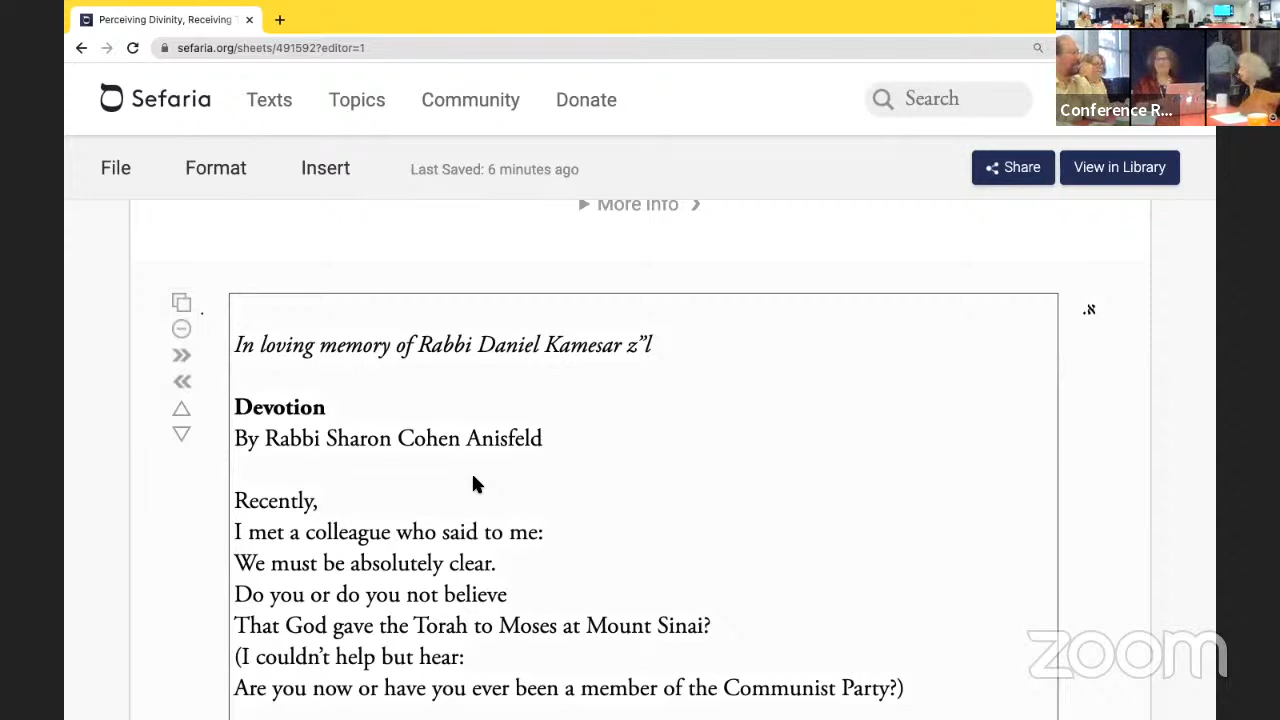 Perceiving Divinity, Receiving
sefaria.org/sheets/491592?editor=1
Sefaria Texts Topics Community Donate Search
Conference R...
File Format Insert Last Saved: 6 minutes ago Share View in Library
More Info
א.
In loving memory of Rabbi Daniel Kamesar z”l
Devotion
By Rabbi Sharon Cohen Anisfeld
Recently,
I met a colleague who said to me:
We must be absolutely clear.
Do you or do you not believe
That God gave the Torah to Moses at Mount Sinai?
(I couldn’t help but hear:
Are you now or have you ever been a member of the Communist Party?)
zoom